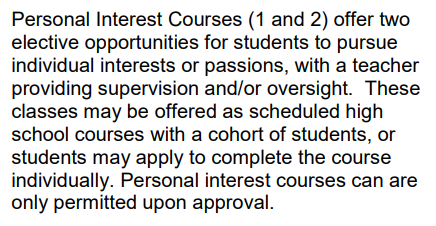 Personal Interest Courses (1 and 2) offer two
elective opportunities for students to pursue
individual interests or passions, with a teacher
providing supervision and/or oversight.  These
classes may be offered as scheduled high
school courses with a cohort of students, or
students may apply to complete the course
individually. Personal interest courses can are
only permitted upon approval.